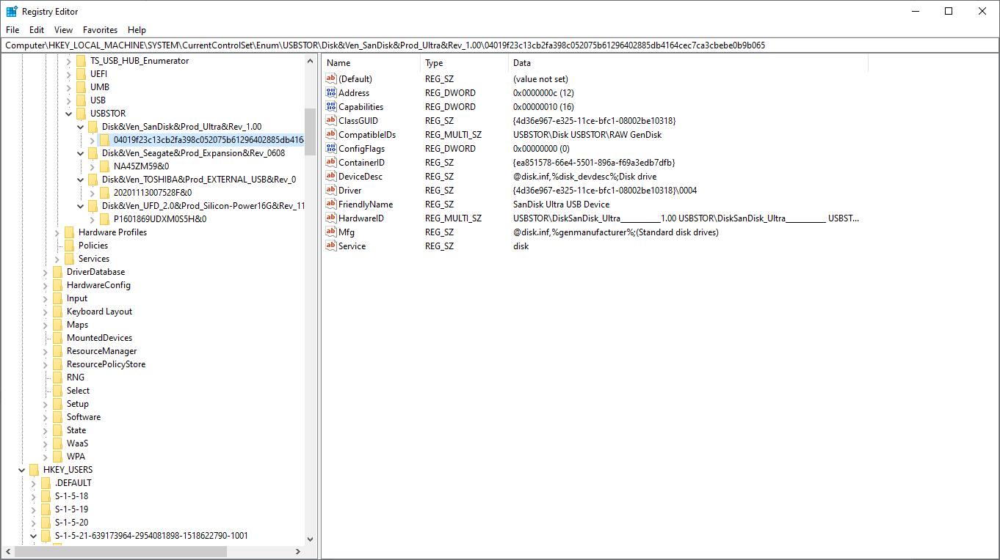 Registry Editor
File Edit View Favorites Help
Computer\HKEY_LOCAL_MACHINE\SYSTEM\CurrentControlSet\Enum\USBSTOR\Disk&Ven_SanDisk&Prod_Ultra&Rev_1.00\04019f23c13cb2fa398c052075b61296402885db4164cec7ca3cbebe0b9b065
TS_USB_HUB_Enumerator
UEFI
UMB
USB
USBSTOR
Disk&Ven_SanDisk&Prod_Ultra&Rev_1.00
04019f23c13cb2fa398c052075b61296402885db4164
Disk&Ven_Seagate&Prod_Expansion&Rev_0608
NA45ZM59&0
Disk&Ven_TOSHIBA&Prod_EXTERNAL_USB&Rev_0
20201113007528F&0
Disk&Ven_UFD_2.0&Prod_Silicon-Power16G&Rev_11
P1601869UDXM0S5H&0
Hardware Profiles
Policies
Services
DriverDatabase
HardwareConfig
Input
Keyboard Layout
Maps
MountedDevices
ResourceManager
ResourcePolicyStore
RNG
Select
Setup
Software
State
WaaS
WPA
HKEY_USERS
.DEFAULT
S-1-5-18
S-1-5-19
S-1-5-20
S-1-5-21-639173964-2954081898-1518622790-1001
Name Type Data
(Default) REG_SZ (value not set)
Address REG_DWORD 0x0000000c (12)
Capabilities REG_DWORD 0x00000010 (16)
ClassGUID REG_SZ {4d36e967-e325-11ce-bfc1-08002be10318}
CompatibleIDs REG_MULTI_SZ USBSTOR\Disk USBSTOR\RAW GenDisk
ConfigFlags REG_DWORD 0x00000000 (0)
ContainerID REG_SZ {ea851578-66e4-5501-896a-f69a3edb7dfb}
DeviceDesc REG_SZ @disk.inf,%disk_devdesc%;Disk drive
Driver REG_SZ {4d36e967-e325-11ce-bfc1-08002be10318}\0004
FriendlyName REG_SZ SanDisk Ultra USB Device
HardwareID REG_MULTI_SZ USBSTOR\DiskSanDisk_Ultra___________1.00 USBSTOR\DiskSanDisk_Ultra___________ USBST...
Mfg REG_SZ @disk.inf,%genmanufacturer%;(Standard disk drives)
Service REG_SZ disk